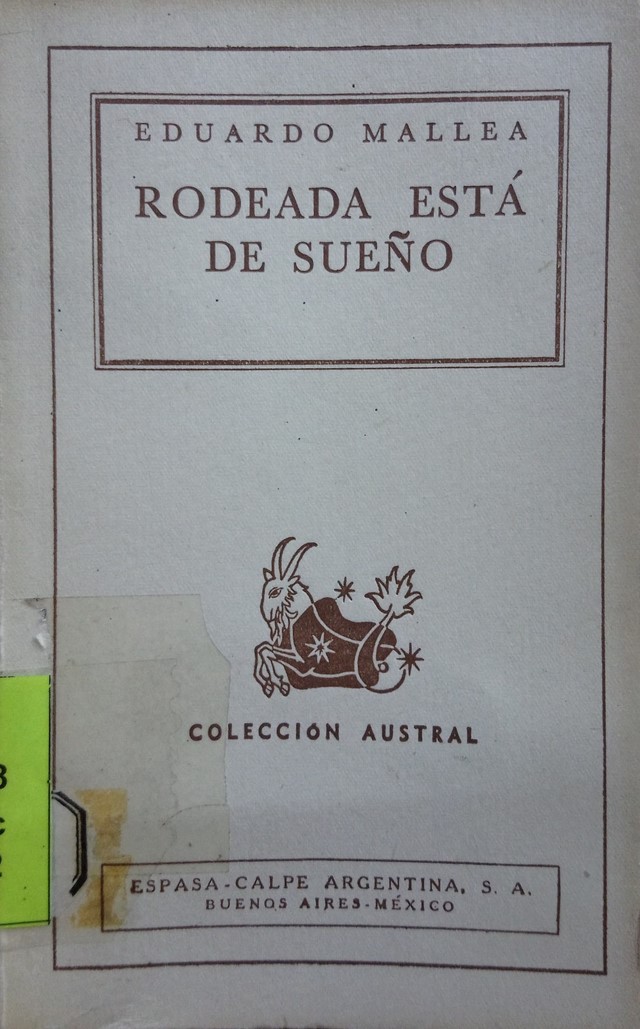 EDUARDO MALLEA
RODEADA ESTÁ
DE SUEÑO
COLECCIÓN AUSTRAL
ESPASA-CALPE ARGENTINA, S. A.
BUENOS AIRES-MÉXICO